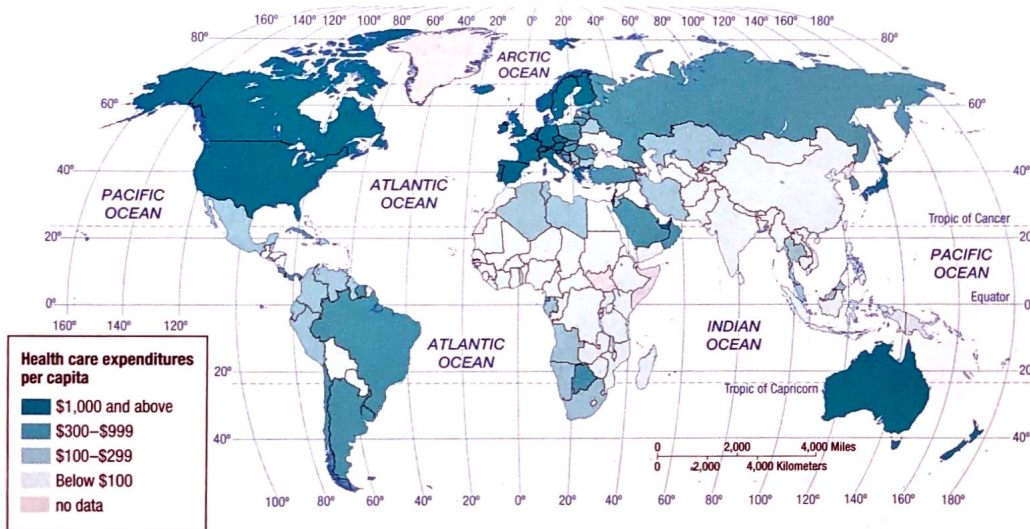 160° 140° 120° 100° 80° 60° 40° 20° 0° 20° 40° 60° 80° 100° 120° 140° 160° 180°
80° 80°
ARCTIC
OCEAN
60° 60°
40° 40°
PACIFIC
OCEAN
ATLANTIC
OCEAN
Tropic of Cancer
20° 20°
PACIFIC
OCEAN
Equator
0° 0°
160° 140° 120°
INDIAN
OCEAN
ATLANTIC
OCEAN
Health care expenditures
per capita
$1,000 and above
$300–$999
$100–$299
Below $100
no data
20° 20°
Tropic of Capricorn
40° 40°
0 2,000 4,000 Miles
0 2,000 4,000 Kilometers
100° 80° 60° 40° 20° 0° 20° 40° 60° 80° 100° 120° 140° 160° 180°